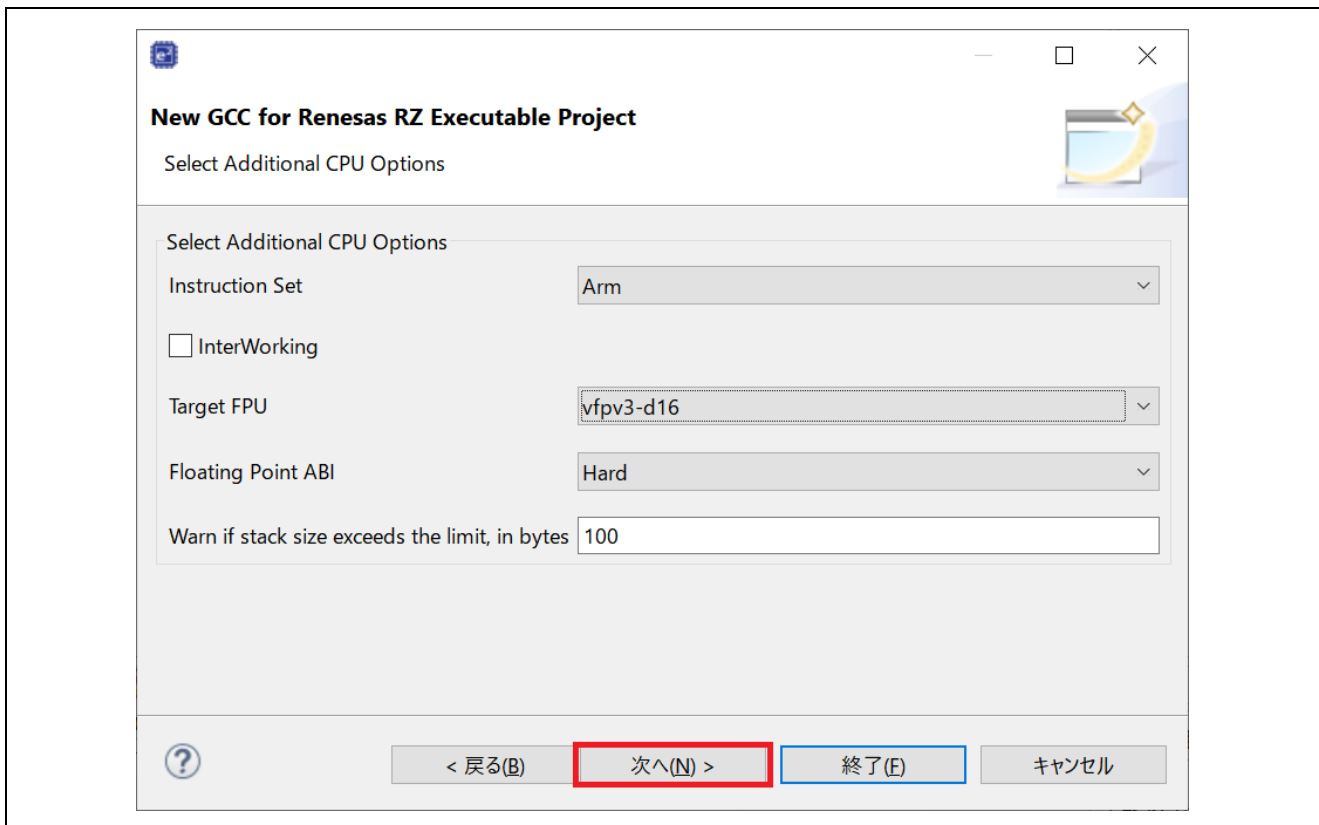 New GCC for Renesas RZ Executable Project
Select Additional CPU Options
Select Additional CPU Options
Instruction Set Arm
InterWorking
Target FPU vfpv3-d16
Floating Point ABI Hard
Warn if stack size exceeds the limit, in bytes 100
< 戻る(B) 次へ(N) > 終了(F) キャンセル